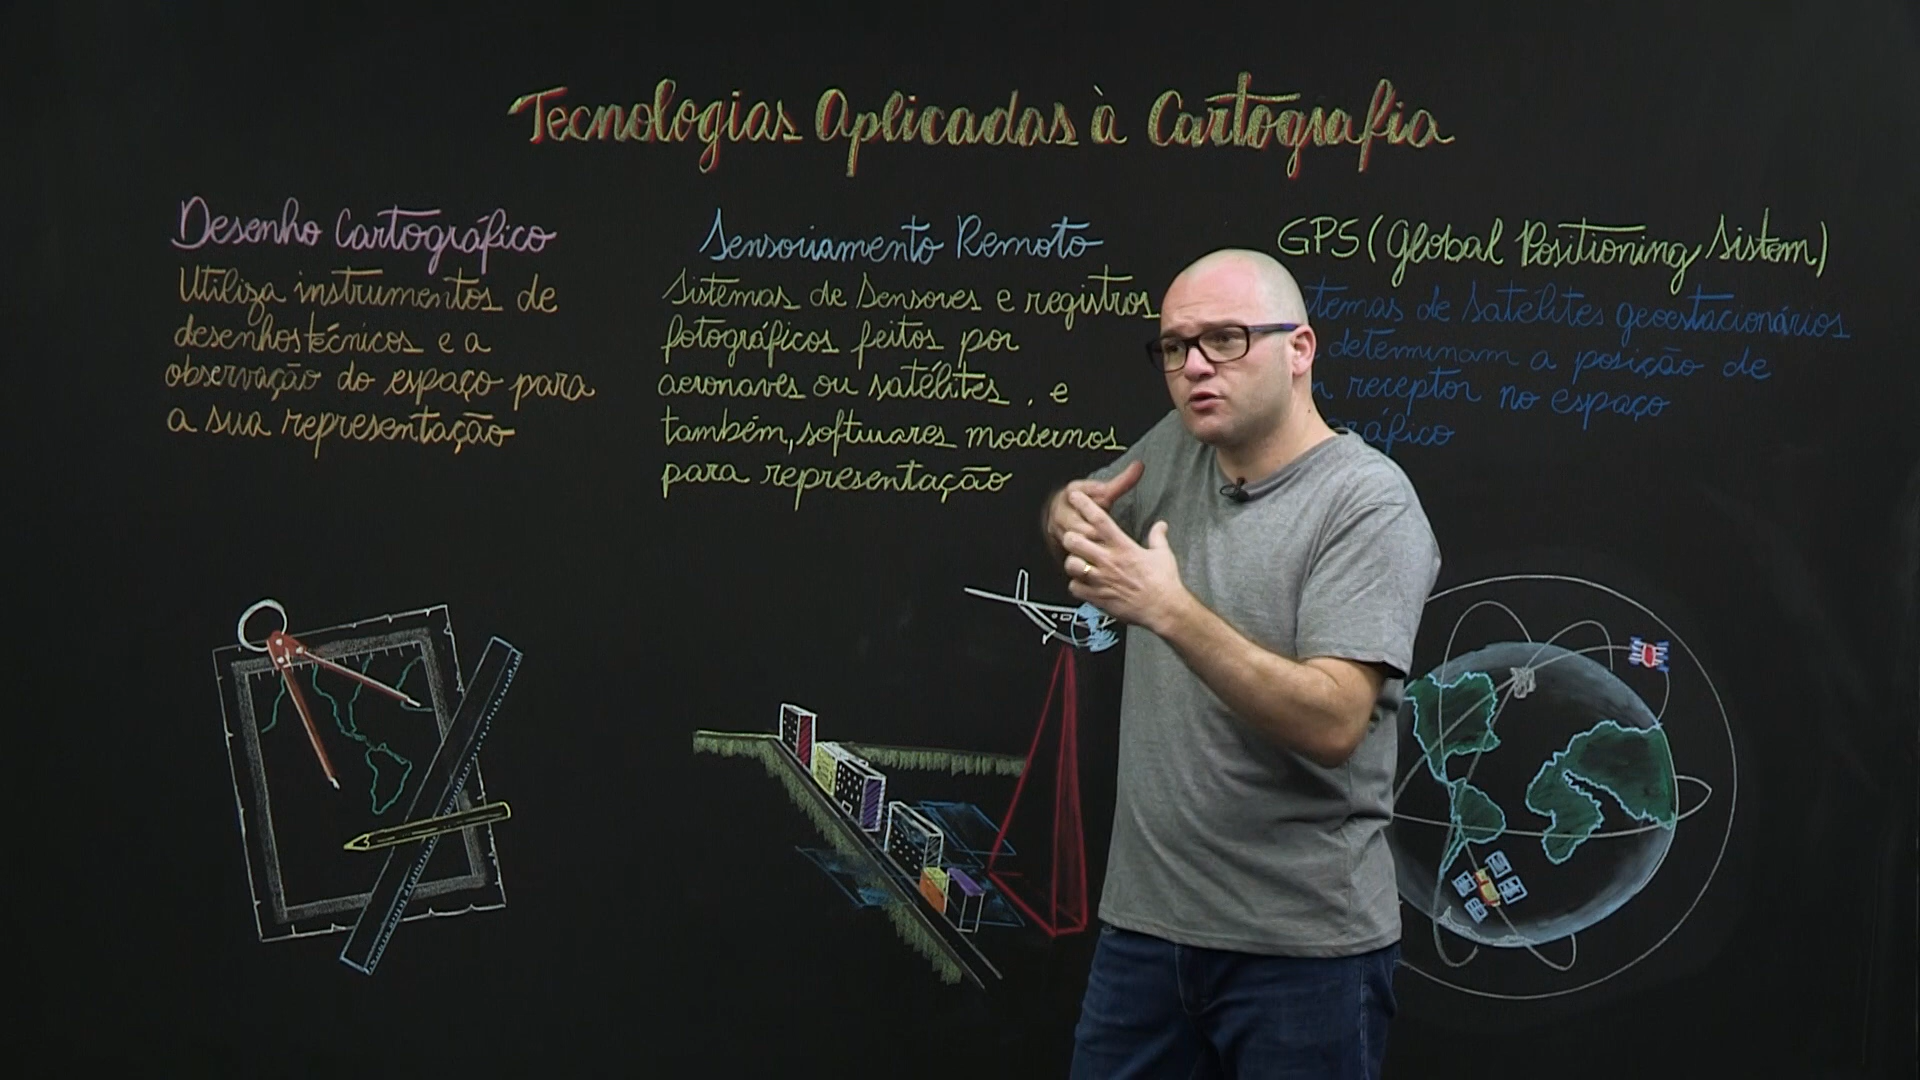 Tecnologias Aplicadas à Cartografia
Desenho Cartográfico
Utiliza instrumentos de
desenhos técnicos e a
observação do espaço para
a sua representação
Sensoriamento Remoto
Sistemas de Sensores e registros
fotográficos feitos por
aeronaves ou satélites, e
também, softwares modernos
para representação
GPS (Global Positioning Sistem)
de Satélites geoestacionários
determinam a posição de
receptor no espaço